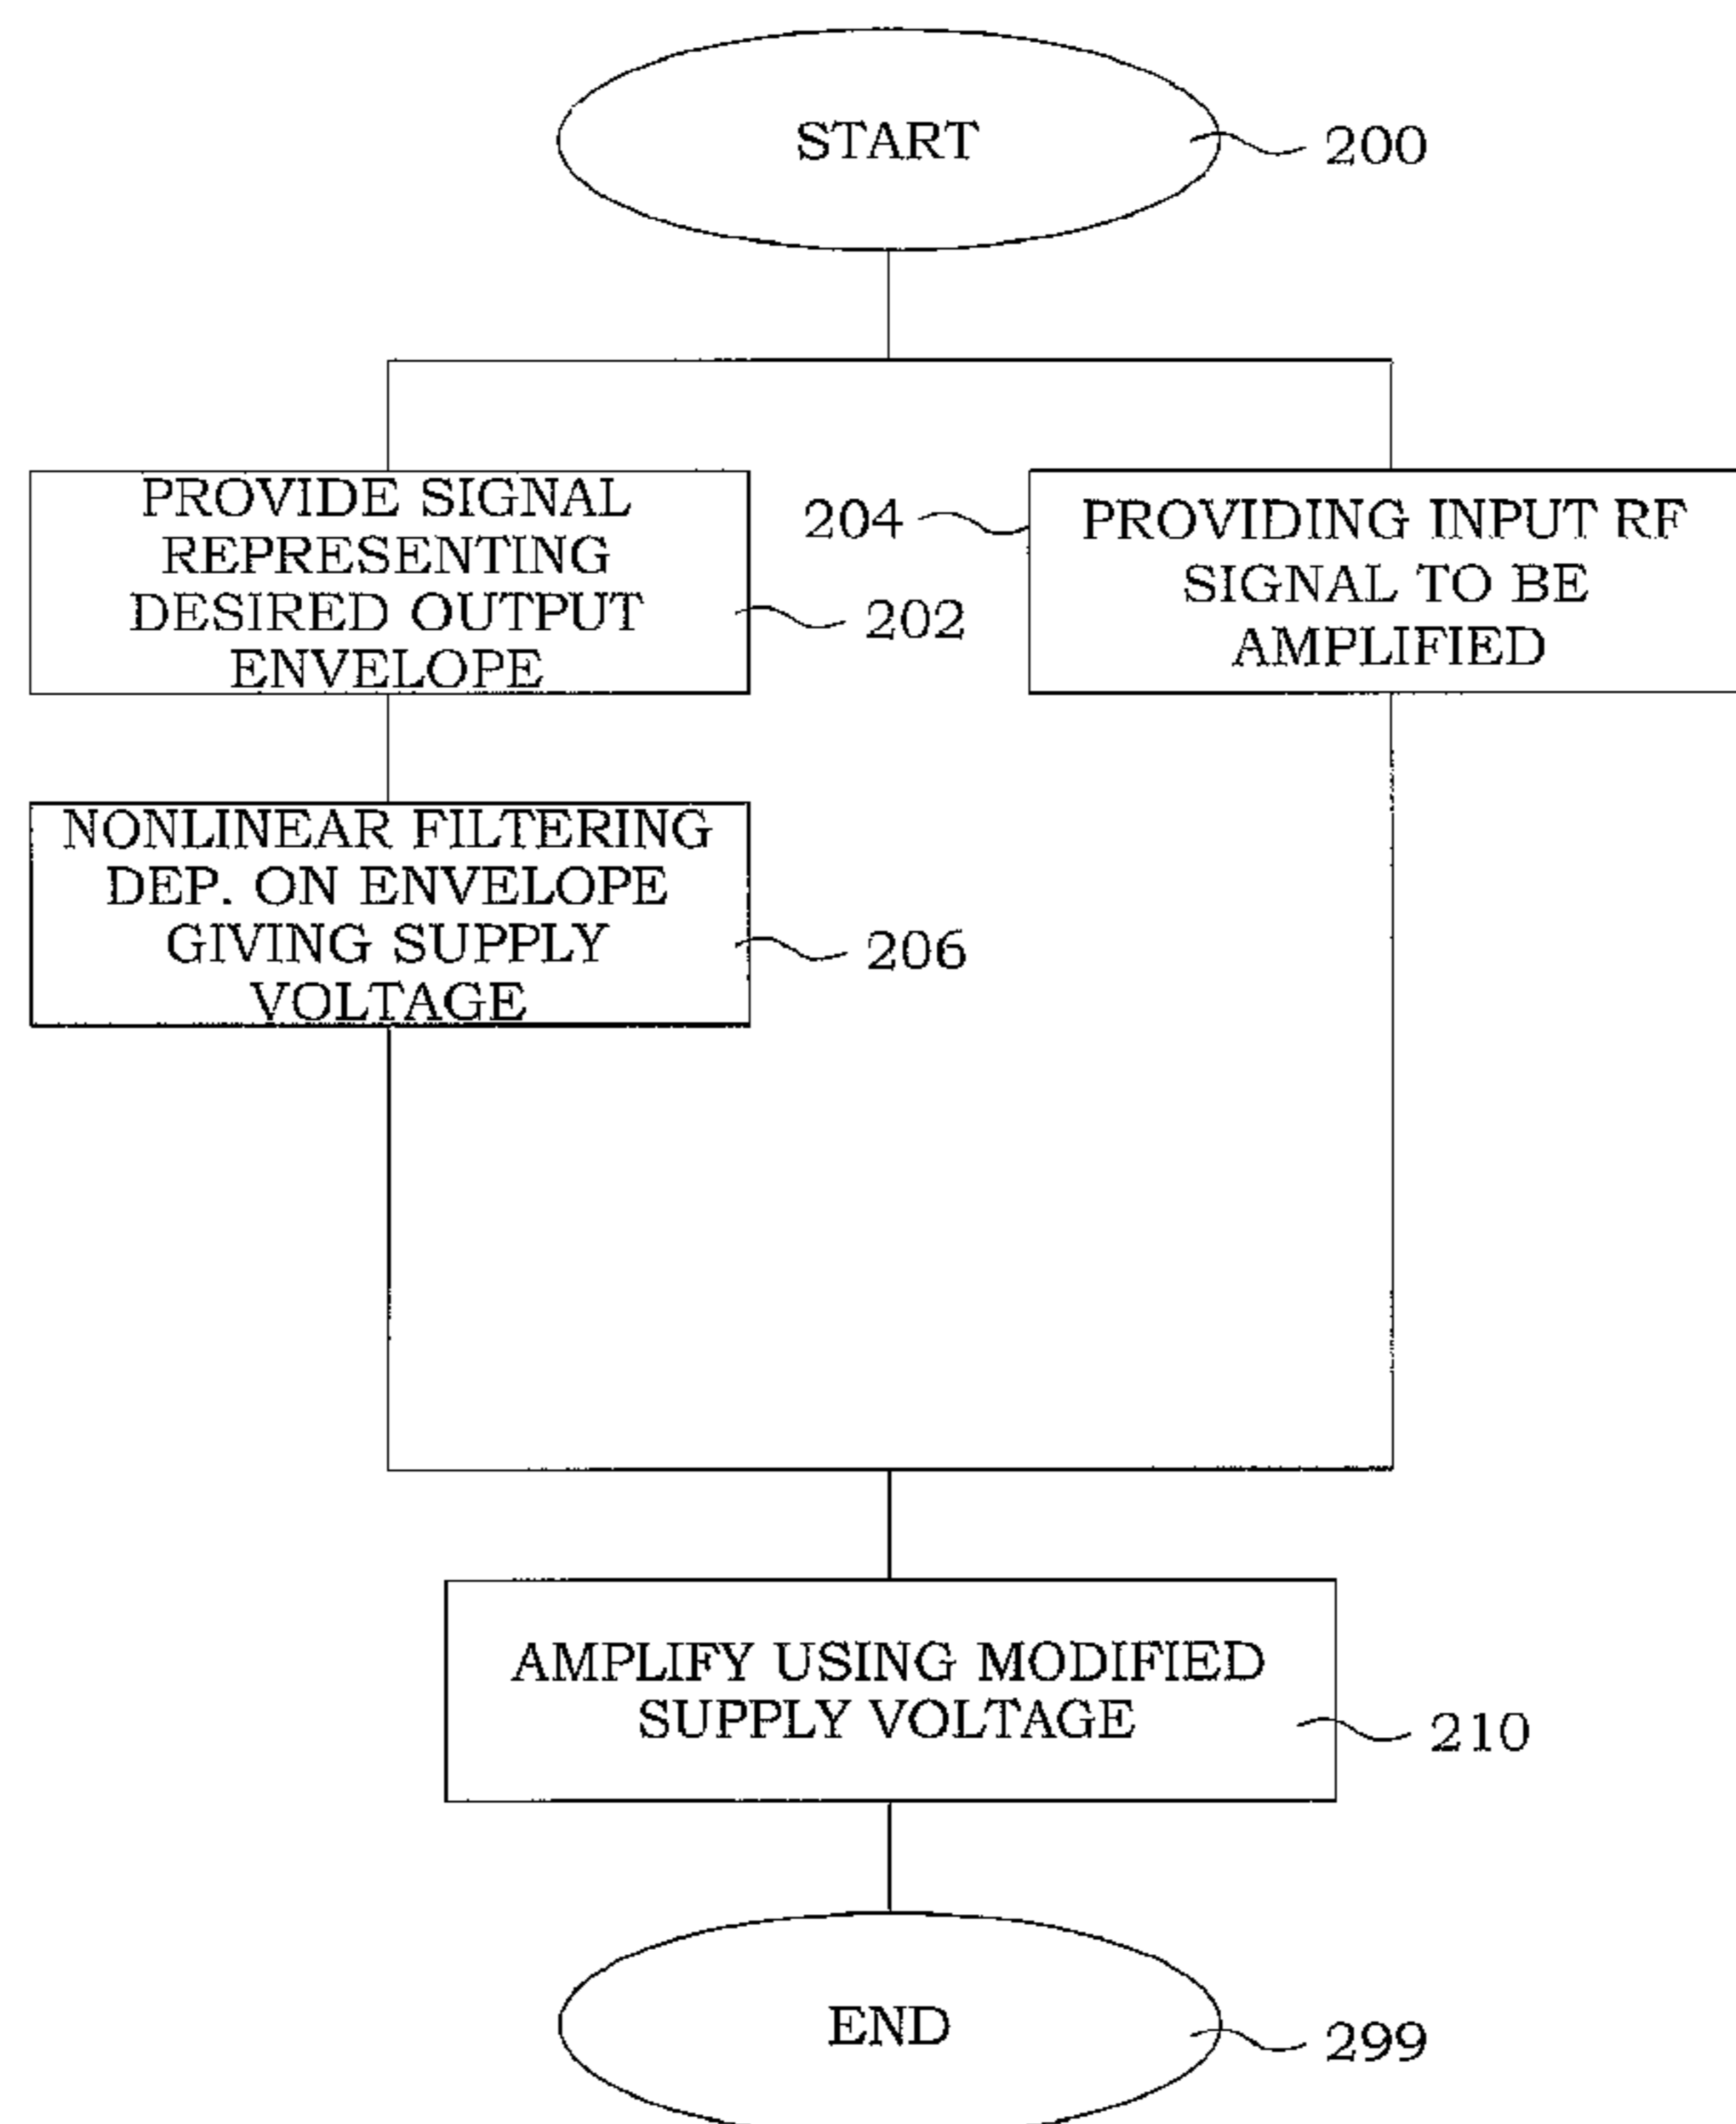 START
200
PROVIDE SIGNAL
REPRESENTING
DESIRED OUTPUT
ENVELOPE
202
204
PROVIDING INPUT RF
SIGNAL TO BE
AMPLIFIED
NONLINEAR FILTERING
DEP. ON ENVELOPE
GIVING SUPPLY
VOLTAGE
206
AMPLIFY USING MODIFIED
SUPPLY VOLTAGE
210
END
299